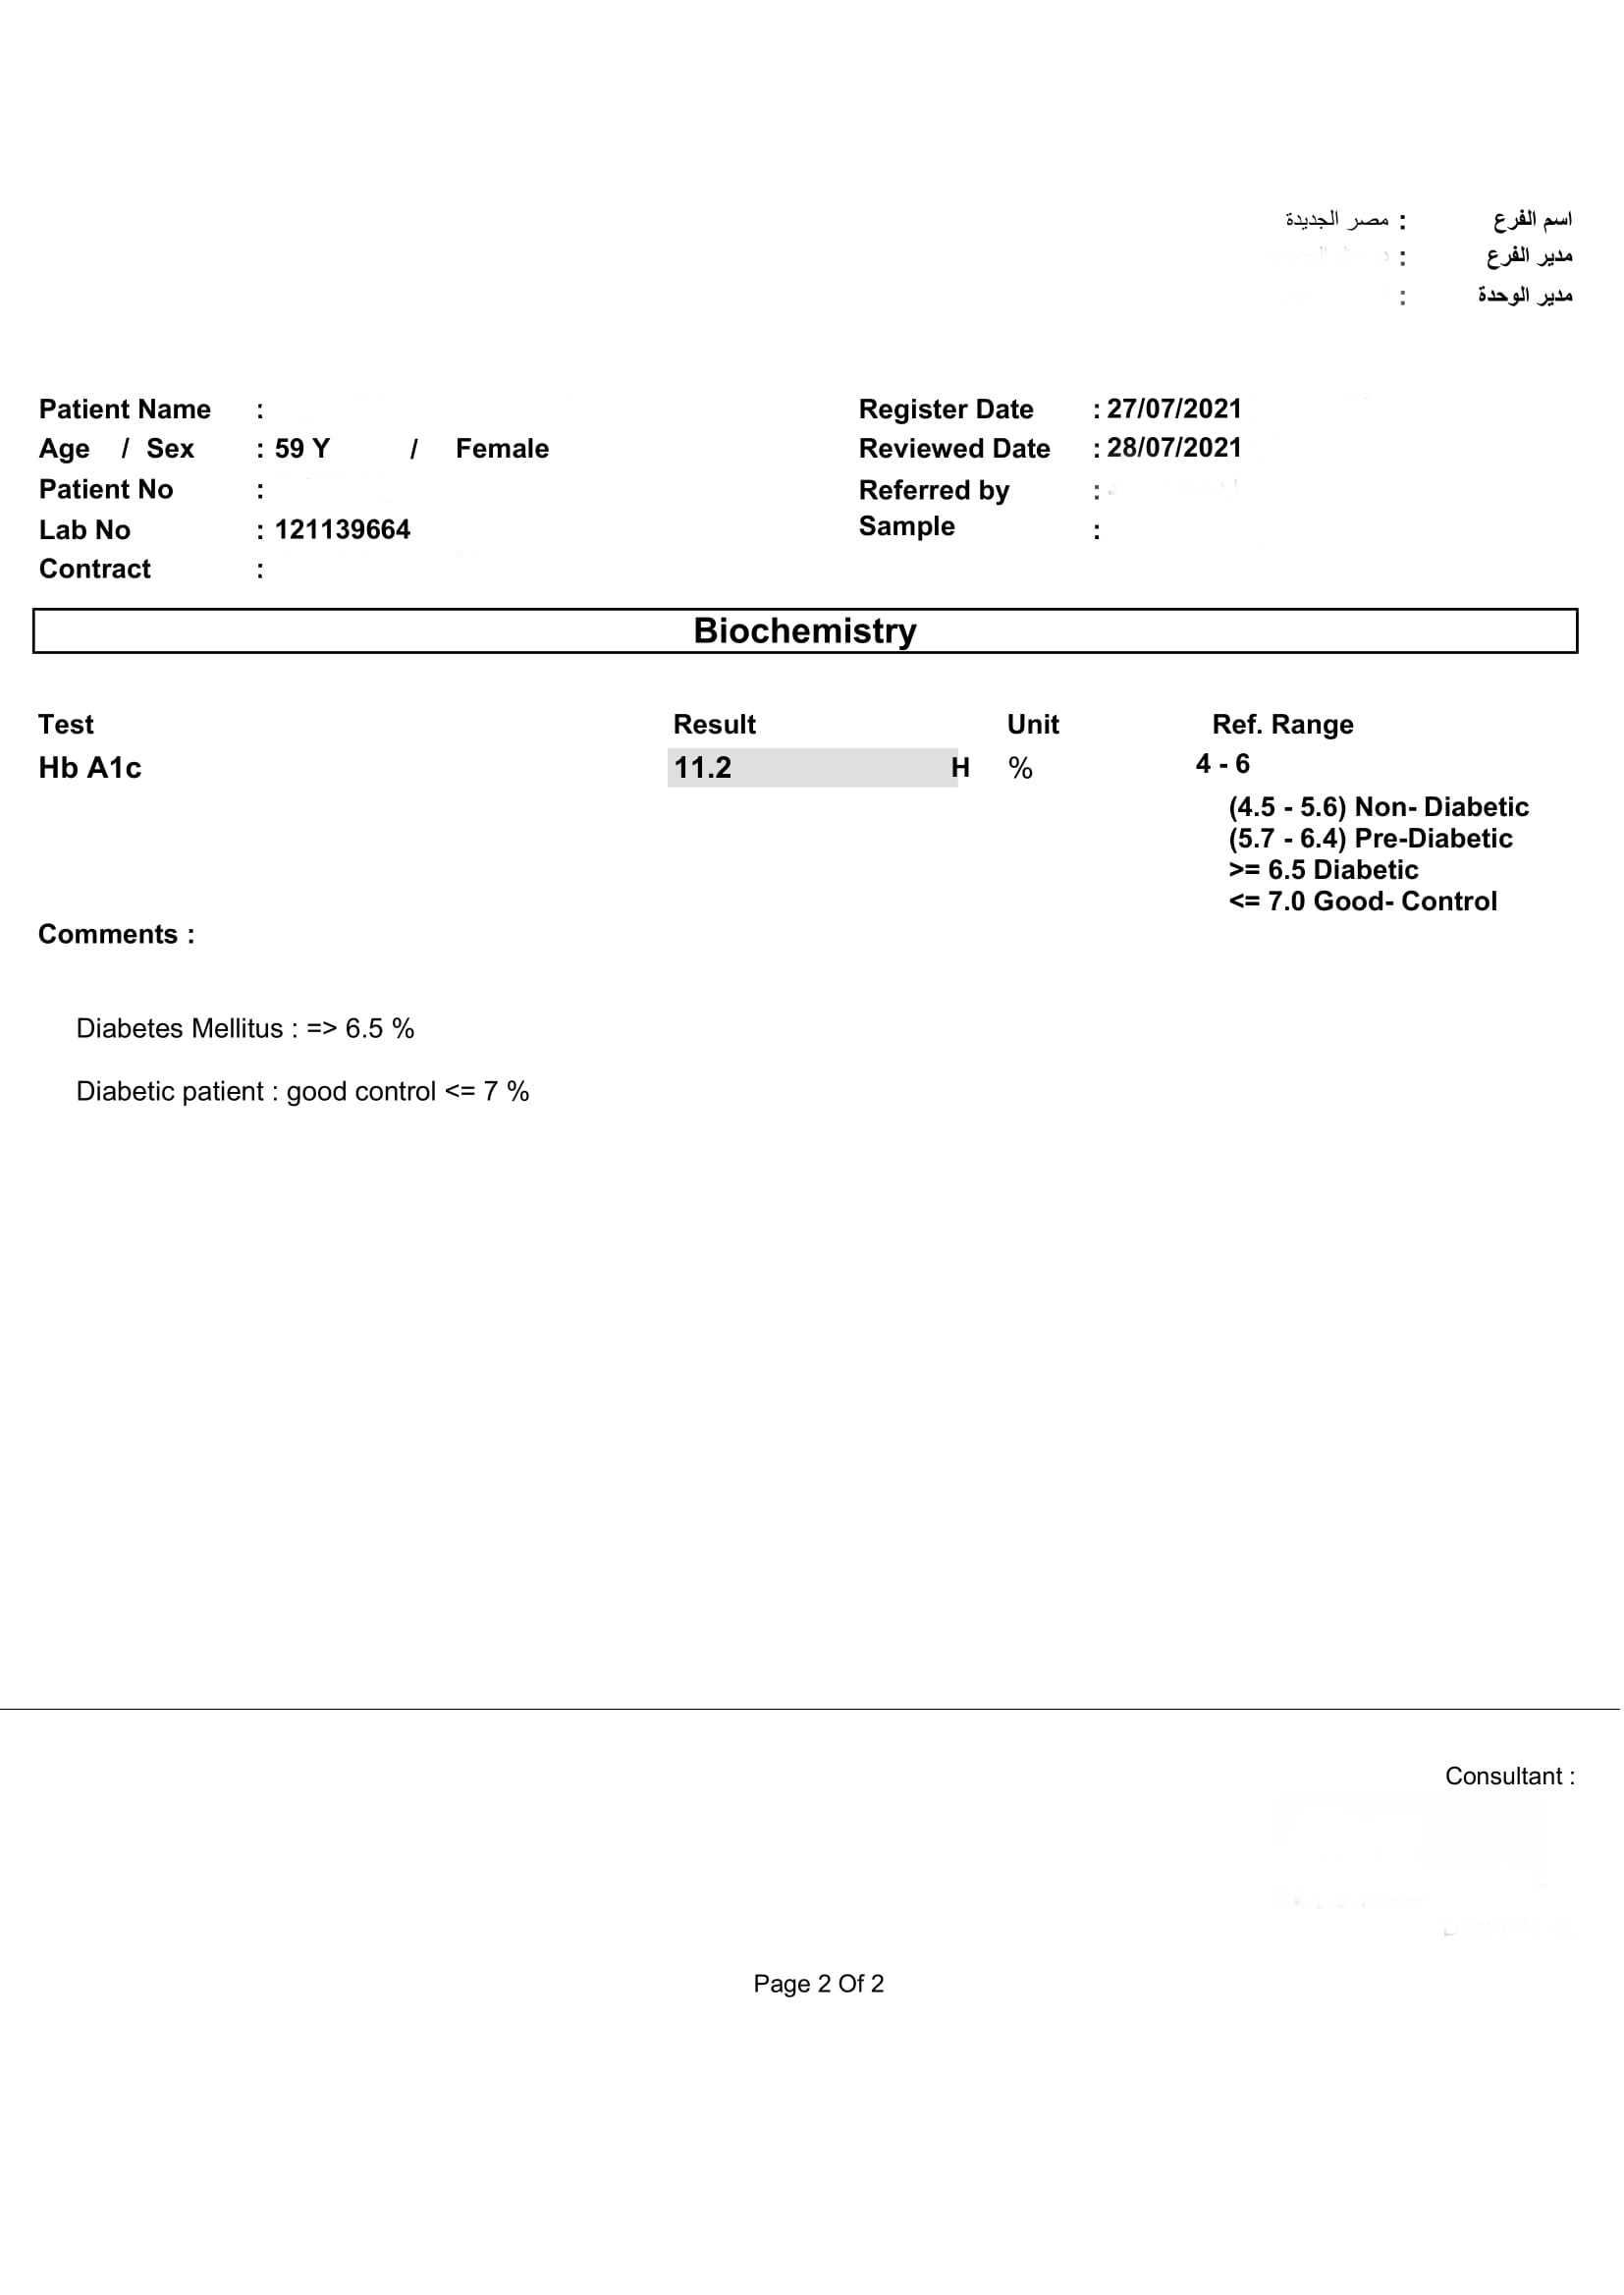 اسم الفرع : مصر الجديدة
مدير الفرع :
مدير الوحدة :
Patient Name : Register Date : 27/07/2021
Age / Sex : 59 Y / Female Reviewed Date : 28/07/2021
Patient No : Referred by :
Lab No : 121139664 Sample :
Contract :
Biochemistry
Test Result Unit Ref. Range
Hb A1c 11.2 H % 4 - 6
(4.5 - 5.6) Non- Diabetic
(5.7 - 6.4) Pre-Diabetic
>= 6.5 Diabetic
<= 7.0 Good- Control
Comments :
Diabetes Mellitus : => 6.5 %
Diabetic patient : good control <= 7 %
Consultant :
Page 2 Of 2